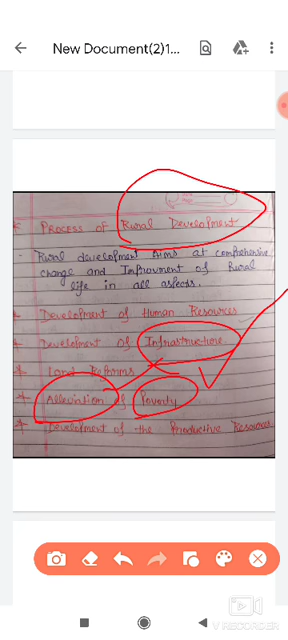 New Document(2)1...
* PROCESS OF Rural Development
- Rural development Aims at comprehensive
change and Improvment of Rural
life in all aspects.
* Development of Human Resources
* Development of Infrastructure
* Land Reforms
* Alleviation of Poverty
* Development of the Productive Resources
V RECORDER